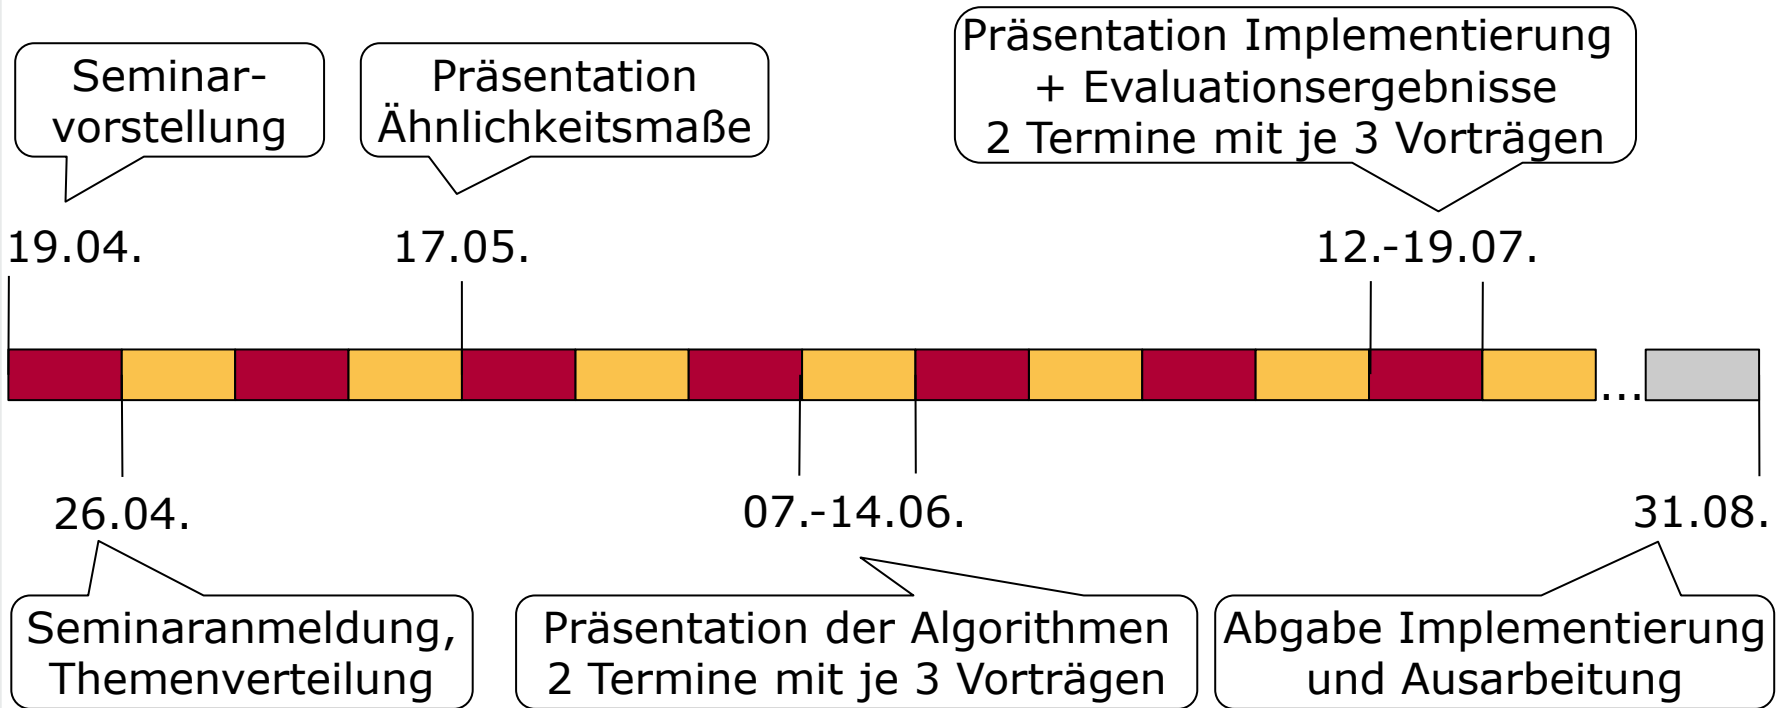 Seminar-
vorstellung
Präsentation
Ähnlichkeitsmaße
Präsentation Implementierung
+ Evaluationsergebnisse
2 Termine mit je 3 Vorträgen
19.04.
17.05.
12.-19.07.
...
26.04.
07.-14.06.
31.08.
Seminaranmeldung,
Themenverteilung
Präsentation der Algorithmen
2 Termine mit je 3 Vorträgen
Abgabe Implementierung
und Ausarbeitung